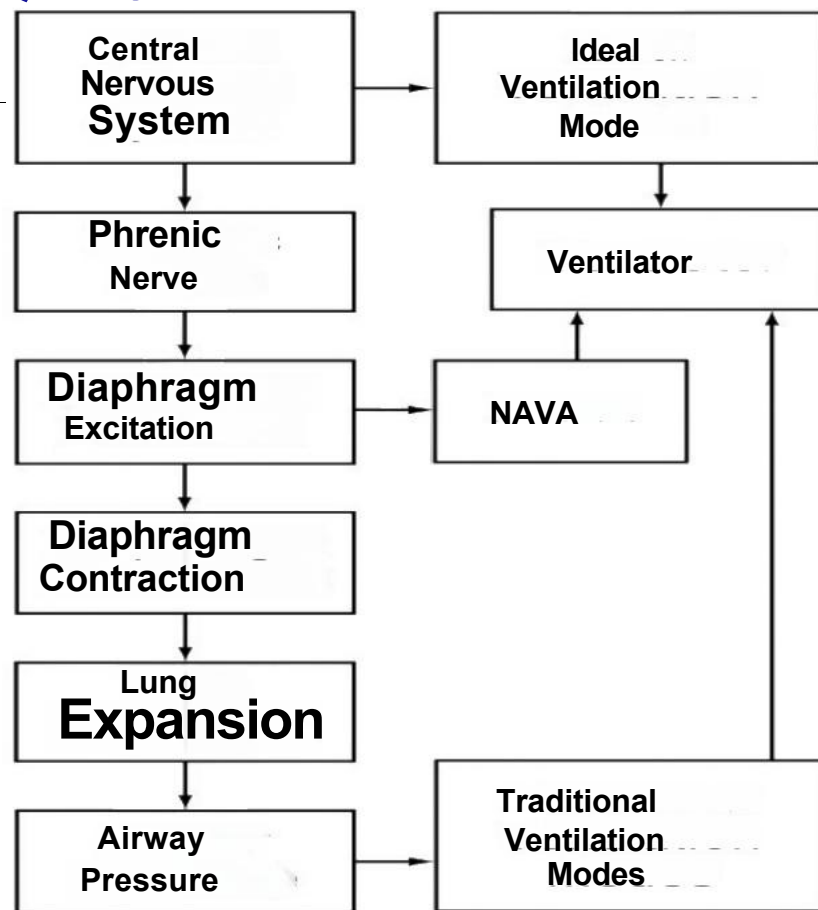 Central
Nervous
System
Ideal
Ventilation
Mode
Phrenic
Nerve
Ventilator
Diaphragm
Excitation
NAVA
Diaphragm
Contraction
Lung
Expansion
Airway
Pressure
Traditional
Ventilation
Modes